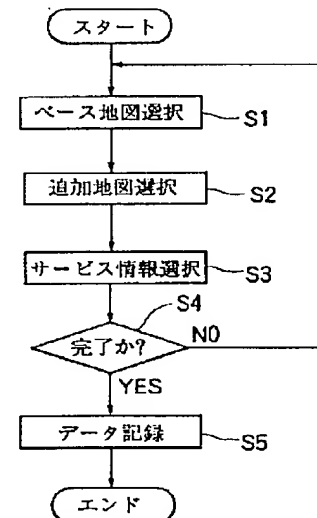 スタート
ベース地図選択 S1
追加地図選択 S2
サービス情報選択 S3
S4
完了か? NO
YES
データ記録 S5
エンド